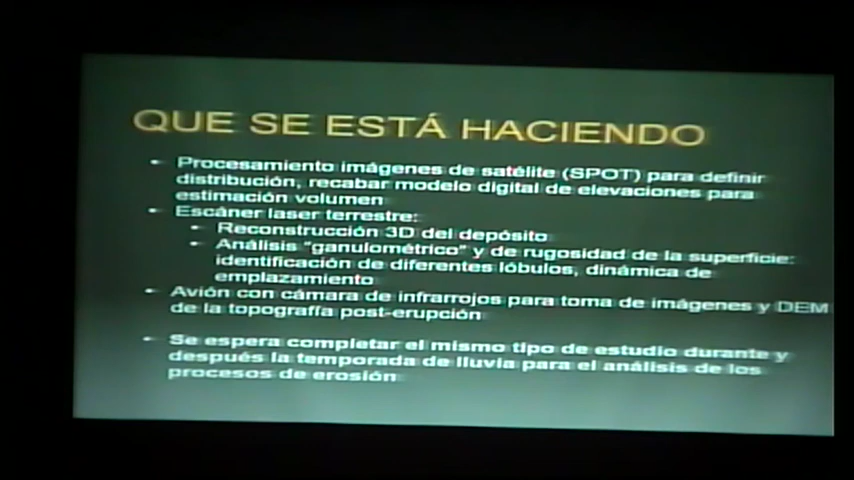 QUE SE ESTÁ HACIENDO
- Procesamiento imágenes de satélite (SPOT) para definir
distribución, recabar modelo digital de elevaciones para
estimación volumen
- Escáner laser terrestre:
- Reconstrucción 3D del depósito
- Análisis "ganulométrico" y de rugosidad de la superficie:
identificación de diferentes lóbulos, dinámica de
emplazamiento
- Avión con cámara de infrarrojos para toma de imágenes y DEM
de la topografía post-erupción
- Se espera completar el mismo tipo de estudio durante y
después la temporada de lluvia para el análisis de los
procesos de erosión